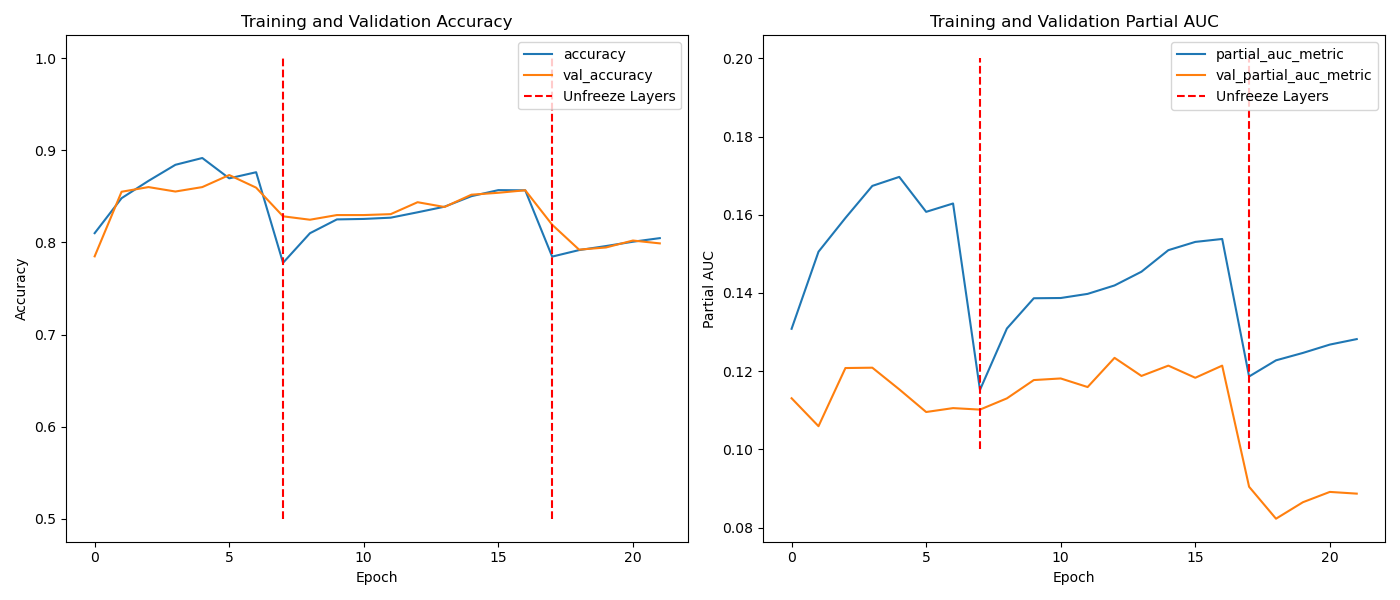 Training and Validation Accuracy
accuracy
val_accuracy
Unfreeze Layers
1.0
0.9
0.8
0.7
0.6
0.5
Accuracy
0
5
10
15
20
Epoch
Training and Validation Partial AUC
partial_auc_metric
val_partial_auc_metric
Unfreeze Layers
0.20
0.18
0.16
0.14
0.12
0.10
0.08
Partial AUC
0
5
10
15
20
Epoch